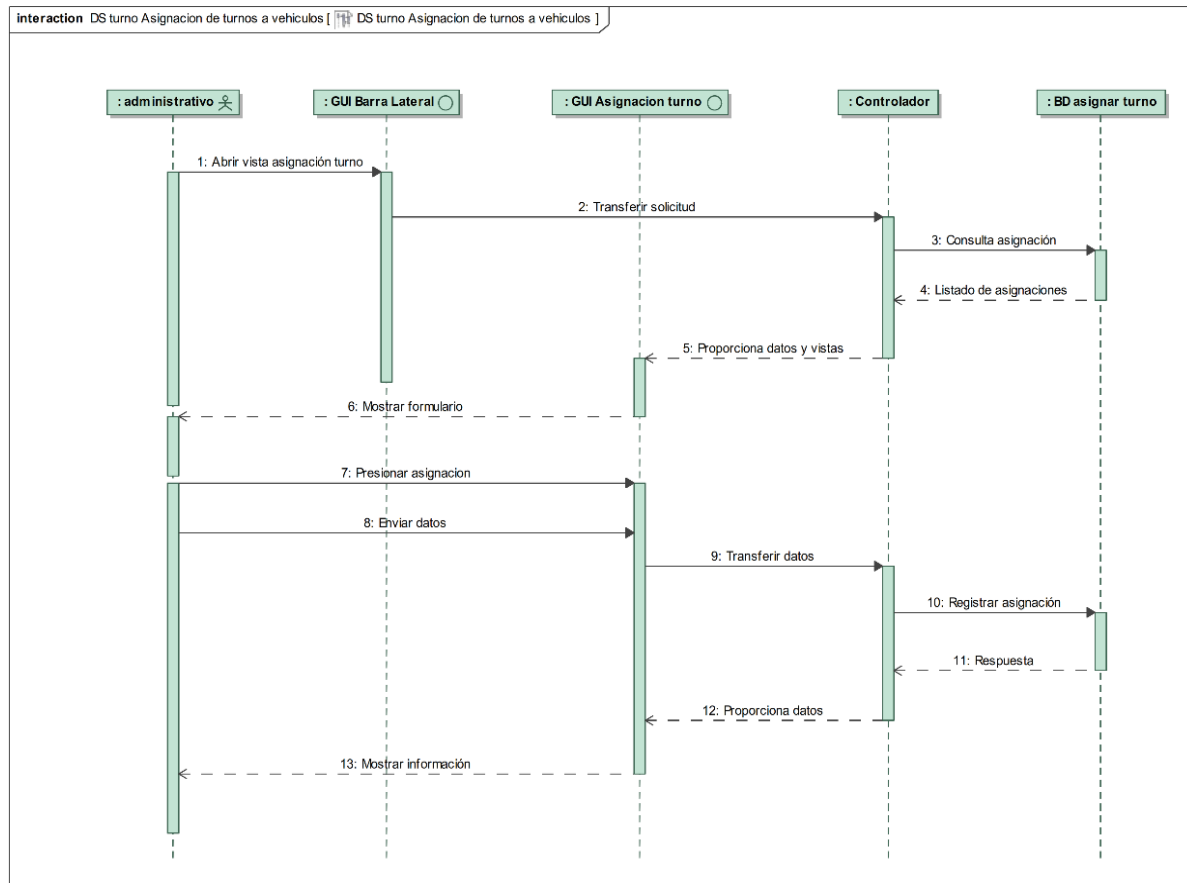 interaction DS turno Asignacion de turnos a vehiculos [ DS turno Asignacion de turnos a vehiculos ]
: administrativo
: GUI Barra Lateral
: GUI Asignacion turno
: Controlador
: BD asignar turno
1: Abrir vista asignación turno
2: Transferir solicitud
3: Consulta asignación
4: Listado de asignaciones
5: Proporciona datos y vistas
6: Mostrar formulario
7: Presionar asignacion
8: Enviar datos
9: Transferir datos
10: Registrar asignación
11: Respuesta
12: Proporciona datos
13: Mostrar información